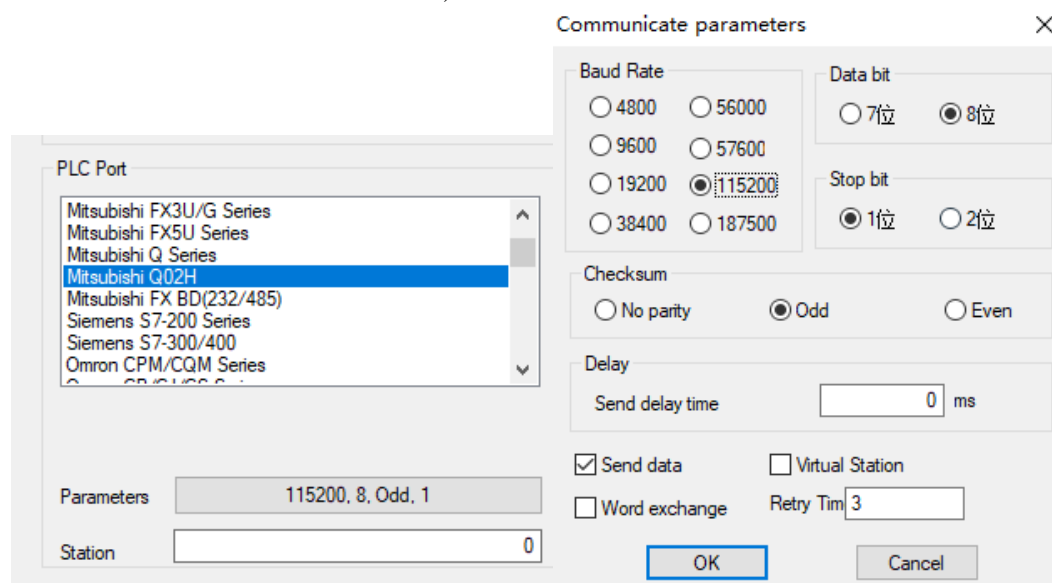 PLC Port
Mitsubishi FX3U/G Series
Mitsubishi FX5U Series
Mitsubishi Q Series
Mitsubishi Q02H
Mitsubishi FX BD(232/485)
Siemens S7-200 Series
Siemens S7-300/400
Omron CPM/CQM Series
Parameters
115200, 8, Odd, 1
Station
0
Communicate parameters
Baud Rate
4800 56000
9600 57600
19200 115200
38400 187500
Data bit
7位 8位
Stop bit
1位 2位
Checksum
No parity Odd Even
Delay
Send delay time 0 ms
Send data Virtual Station
Word exchange Retry Tim 3
OK Cancel